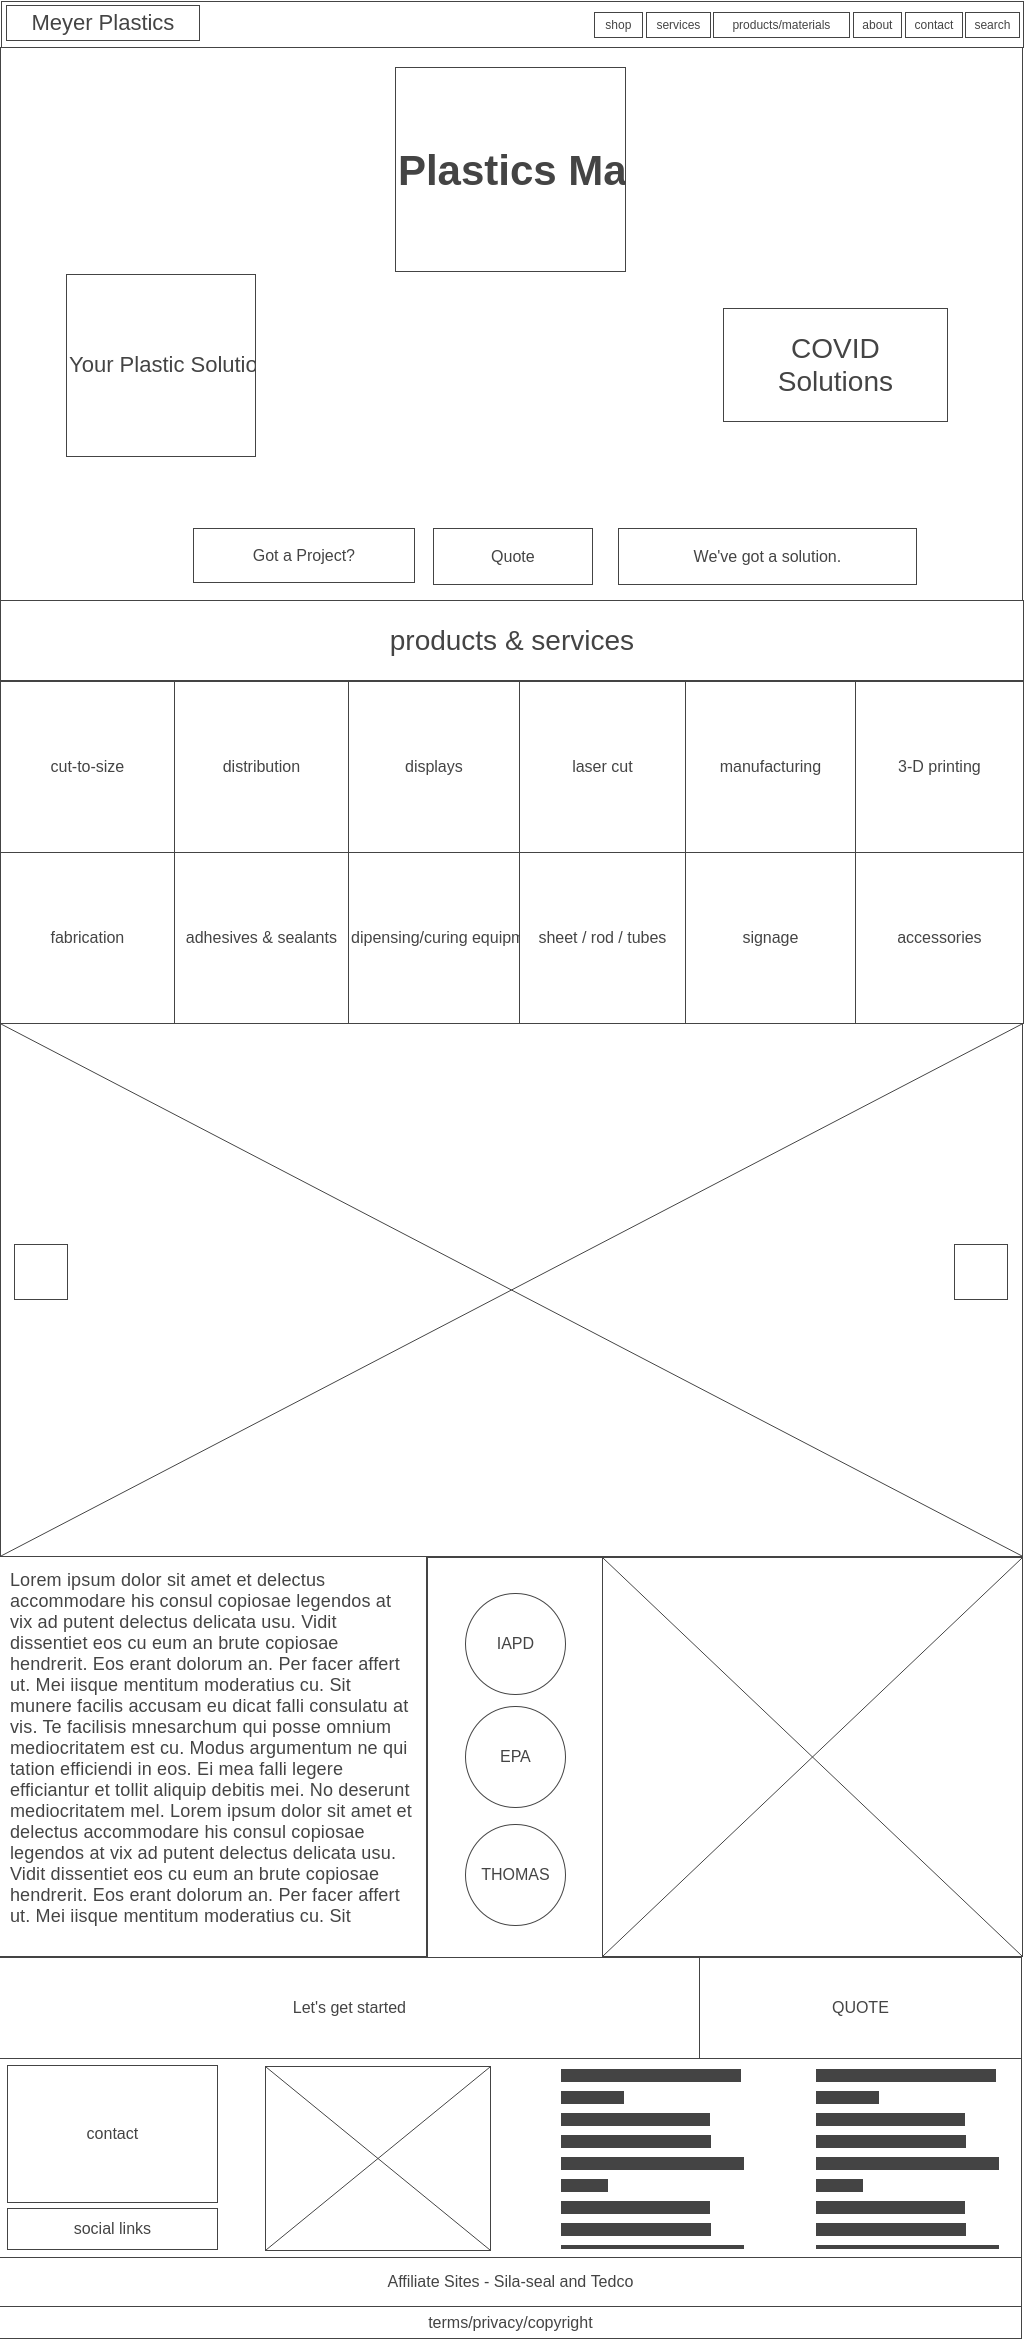 Meyer Plastics
shop
services
products/materials
about
contact
search
Plastics Ma
Your Plastic Solutio
COVID
Solutions
Got a Project?
Quote
We've got a solution.
products & services
cut-to-size
distribution
displays
laser cut
manufacturing
3-D printing
fabrication
adhesives & sealants
dipensing/curing equipm
sheet / rod / tubes
signage
accessories
Lorem ipsum dolor sit amet et delectus
accommodare his consul copiosae legendos at
vix ad putent delectus delicata usu. Vidit
dissentiet eos cu eum an brute copiosae
hendrerit. Eos erant dolorum an. Per facer affert
ut. Mei iisque mentitum moderatius cu. Sit
munere facilis accusam eu dicat falli consulatu at
vis. Te facilisis mnesarchum qui posse omnium
mediocritatem est cu. Modus argumentum ne qui
tation efficiendi in eos. Ei mea falli legere
efficiantur et tollit aliquip debitis mei. No deserunt
mediocritatem mel. Lorem ipsum dolor sit amet et
delectus accommodare his consul copiosae
legendos at vix ad putent delectus delicata usu.
Vidit dissentiet eos cu eum an brute copiosae
hendrerit. Eos erant dolorum an. Per facer affert
ut. Mei iisque mentitum moderatius cu. Sit
IAPD
EPA
THOMAS
Let's get started
QUOTE
contact
social links
Affiliate Sites - Sila-seal and Tedco
terms/privacy/copyright